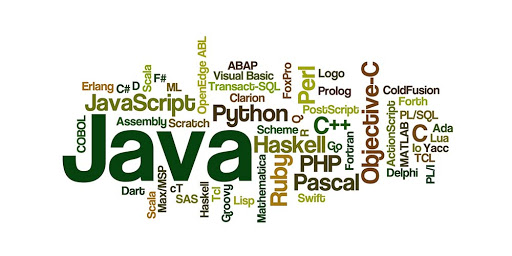 Erlang
C#
D
Scala
F#
ML
OpenEdge ABL
ABAP
Visual Basic
Transact-SQL
FoxPro
Clarion
Perl
Logo
Prolog
PostScript
Objective-C
ColdFusion
Forth
ActionScript
PL/SQL
MATLAB
C
Ada
Lua
Io
Yacc
TCL
Delphi
PL/I
JavaScript
COBOL
Assembly
Scratch
Python
Q
Scheme
R
C++
Java
Haskell
Go
Fortran
Ruby
PHP
Pascal
Dart
Scala
Max/MSP
cT
SAS
Haskell
Tcl
Groovy
Lisp
Mathematica
Swift